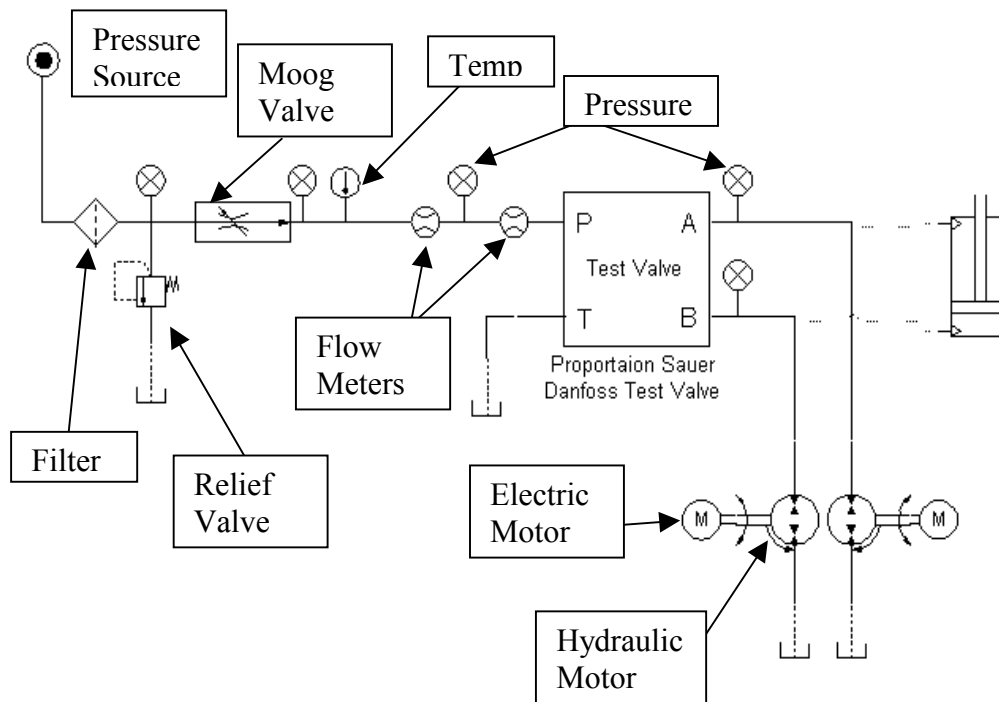 Pressure
Source
Moog
Valve
Temp
Pressure
P
A
Test Valve
T
B
Proportaion Sauer
Danfoss Test Valve
Flow
Meters
Filter
Relief
Valve
Electric
Motor
M
M
Hydraulic
Motor